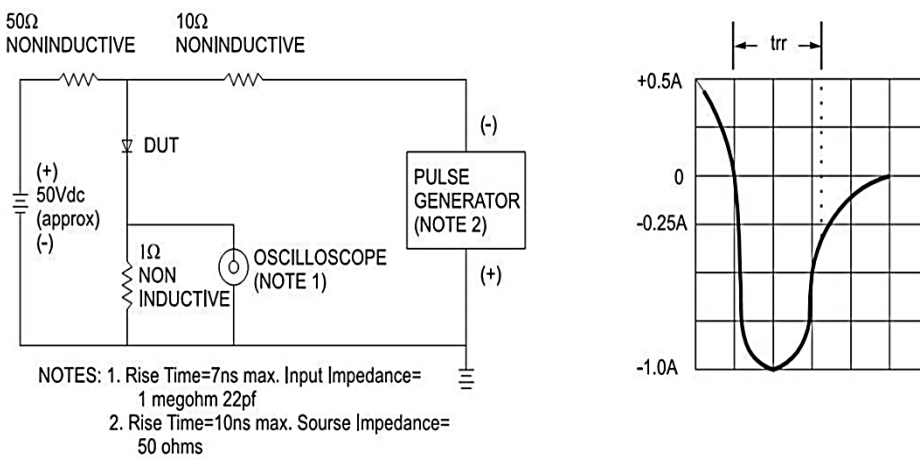 50Ω
NONINDUCTIVE
10Ω
NONINDUCTIVE
DUT
(+)
50Vdc
(approx)
(-)
1Ω
NON
INDUCTIVE
OSCILLOSCOPE
(NOTE 1)
(-)
PULSE
GENERATOR
(NOTE 2)
(+)
NOTES: 1. Rise Time=7ns max. Input Impedance=
1 megohm 22pf
2. Rise Time=10ns max. Sourse Impedance=
50 ohms
trr
+0.5A
0
-0.25A
-1.0A